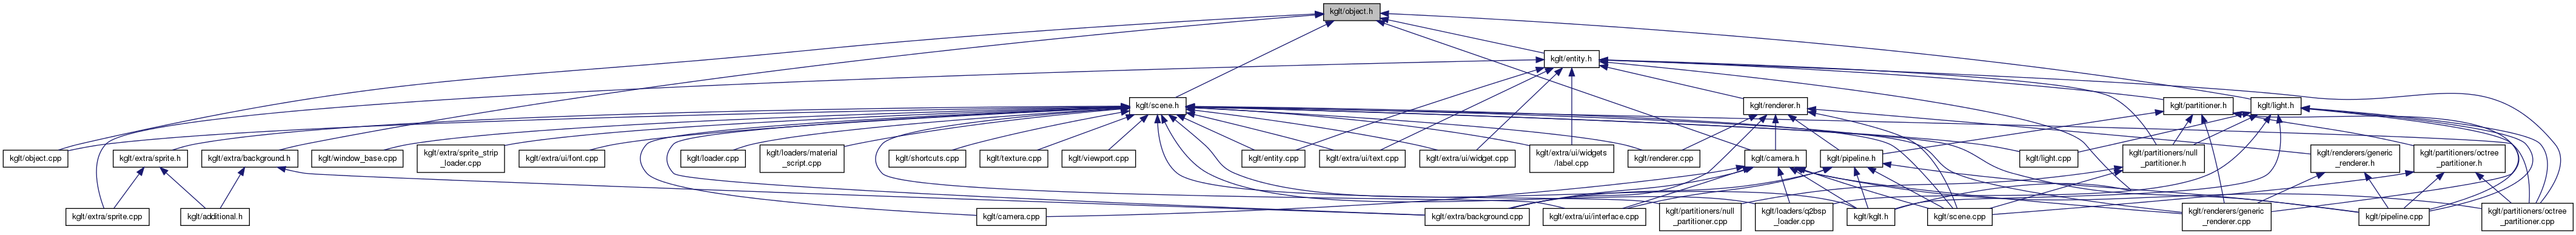 kglt/object.h
kglt/entity.h
kglt/scene.h
kglt/renderer.h
kglt/partitioner.h
kglt/light.h
kglt/object.cpp
kglt/extra/sprite.h
kglt/extra/background.h
kglt/window_base.cpp
kglt/extra/sprite_strip
_loader.cpp
kglt/extra/ui/font.cpp
kglt/loader.cpp
kglt/loaders/material
_script.cpp
kglt/shortcuts.cpp
kglt/texture.cpp
kglt/viewport.cpp
kglt/entity.cpp
kglt/extra/ui/text.cpp
kglt/extra/ui/widget.cpp
kglt/extra/ui/widgets
/label.cpp
kglt/renderer.cpp
kglt/camera.h
kglt/pipeline.h
kglt/light.cpp
kglt/partitioners/null
_partitioner.h
kglt/renderers/generic
_renderer.h
kglt/partitioners/octree
_partitioner.h
kglt/extra/sprite.cpp
kglt/additional.h
kglt/camera.cpp
kglt/extra/background.cpp
kglt/extra/ui/interface.cpp
kglt/partitioners/null
_partitioner.cpp
kglt/loaders/q2bsp
_loader.cpp
kglt/kglt.h
kglt/scene.cpp
kglt/renderers/generic
_renderer.cpp
kglt/pipeline.cpp
kglt/partitioners/octree
_partitioner.cpp